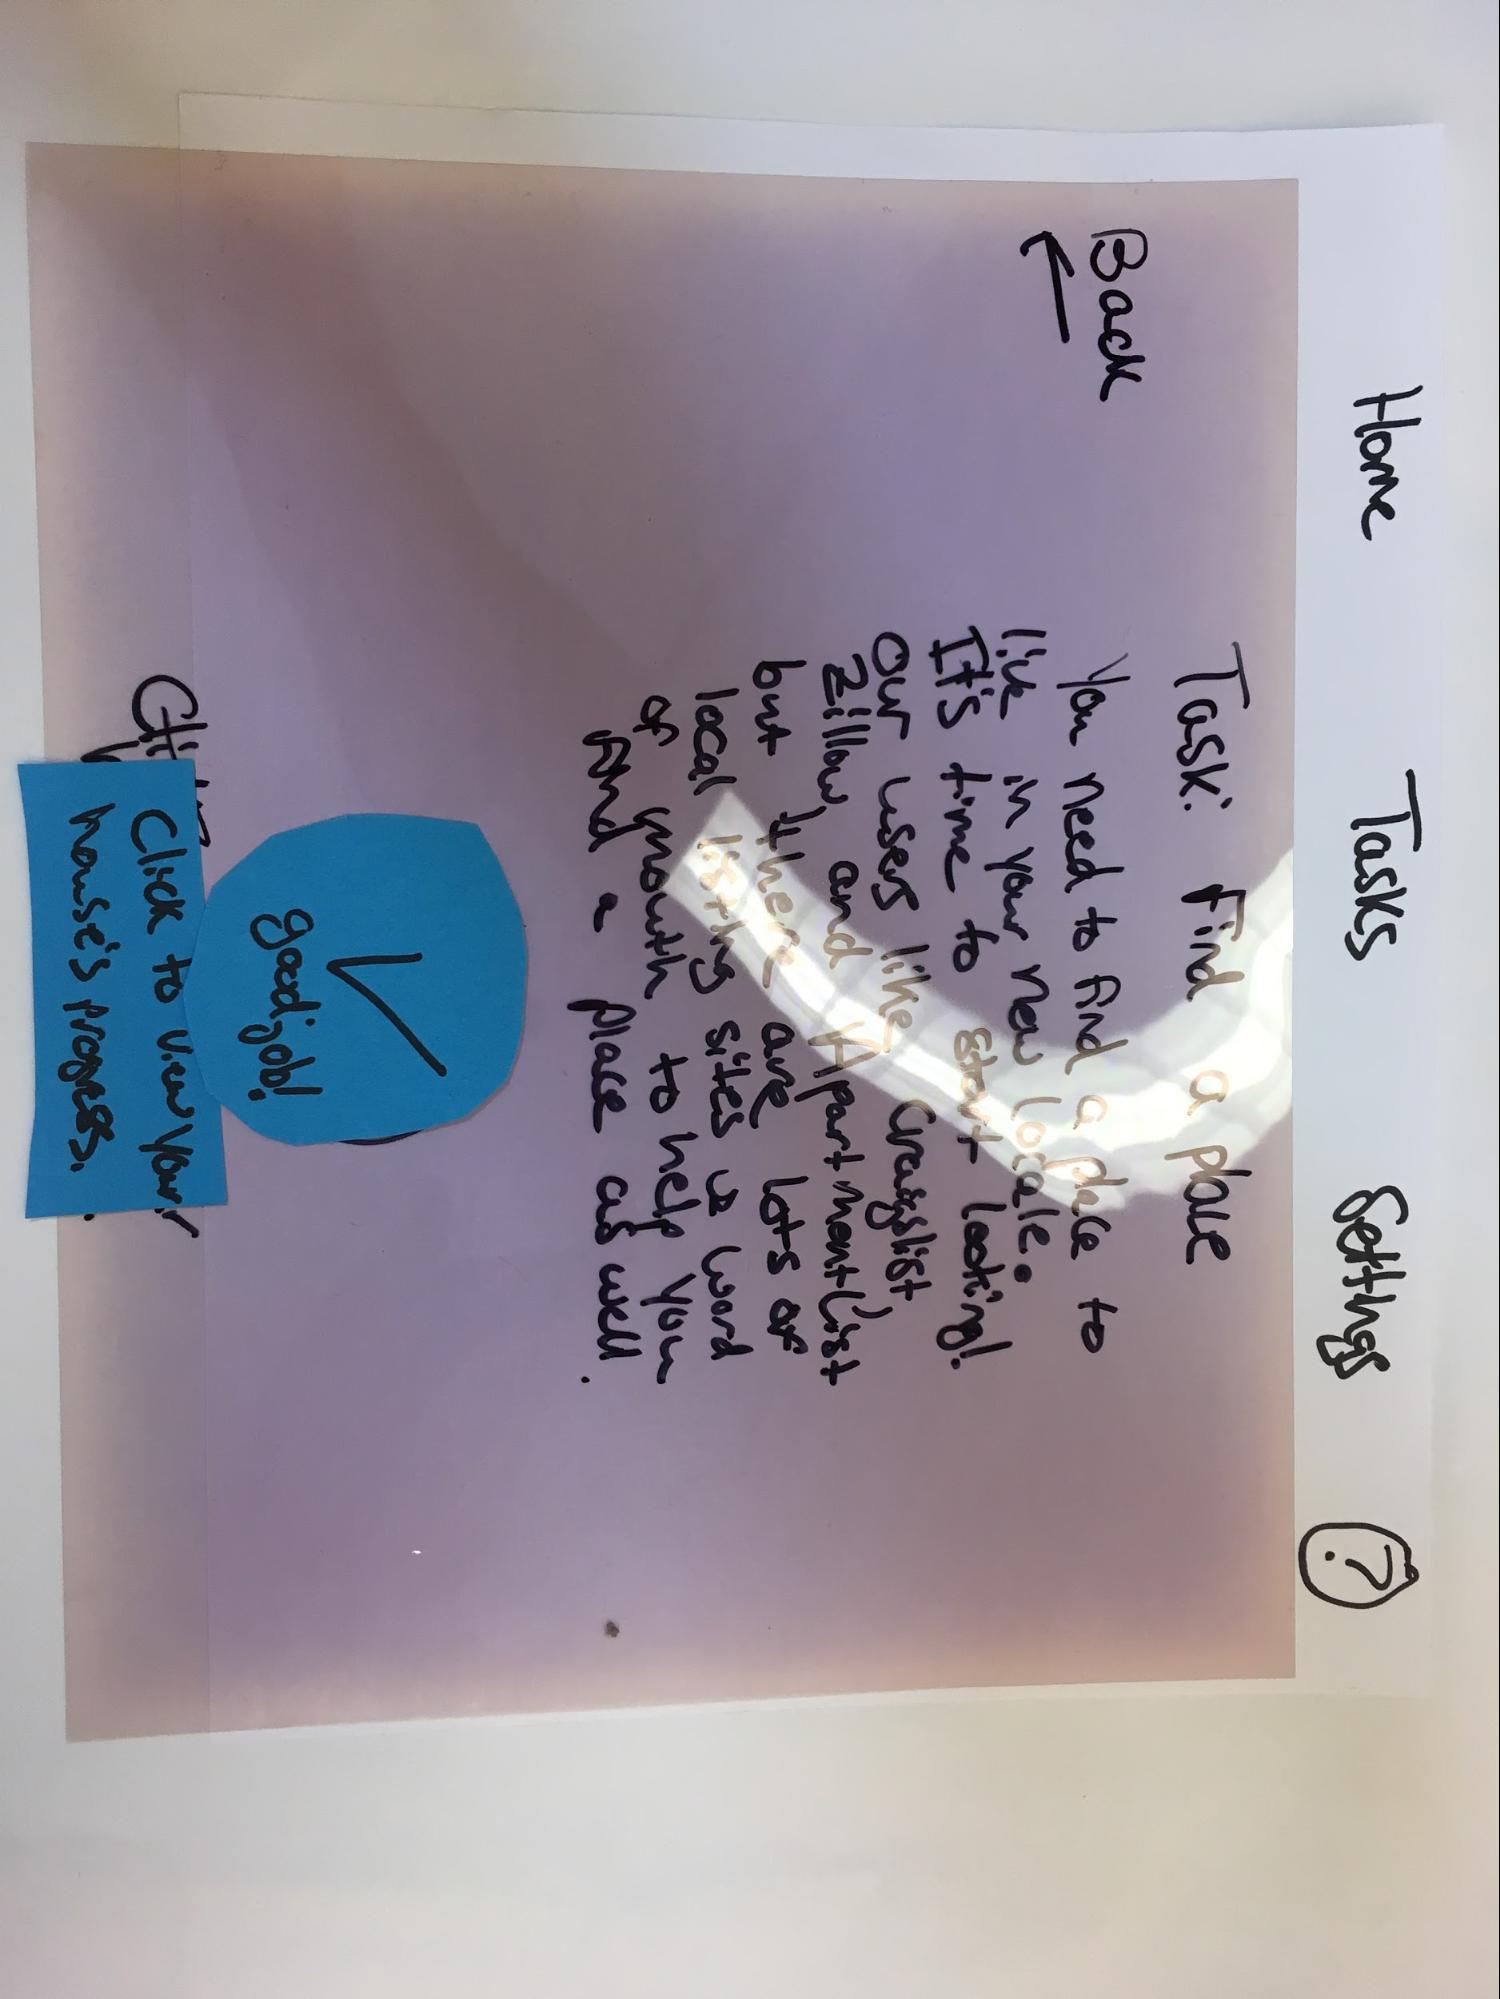 Home Tasks Settings ?
Back
Task: Find a place
You need to find a place to
live in your new locale.
It's time to start looking!
Our users like Craigslist
Zillow, and ApartmentList
but there are lots of
local listing sites
word
of mouth to help you
find a place as well.
good job!
Click to view your
house's progress.